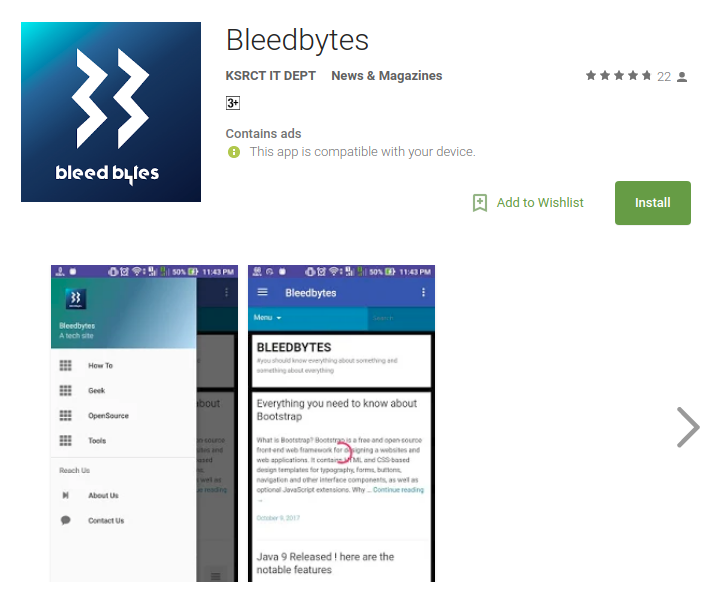 Bleedbytes
KSRCT IT DEPT News & Magazines
22
3+
Contains ads
This app is compatible with your device.
Add to Wishlist
Install
bleed bytes
50% 11:43 PM
Bleedbytes
A tech site
How To
Geek
OpenSource
Tools
Reach Us
About Us
Contact Us
50% 11:43 PM
Bleedbytes
Menu
Search
BLEEDBYTES
#you should know everything about something and
something about everything
Everything you need to know about
Bootstrap
What is Bootstrap? Bootstrap is a free and open-source
front-end web framework for designing a websites and
web applications. It contains HTML and CSS-based
design templates for typography, forms, buttons,
navigation and other interface components, as well as
optional JavaScript extensions. Why ... Continue reading
→
October 9, 2017
Java 9 Released ! here are the
notable features